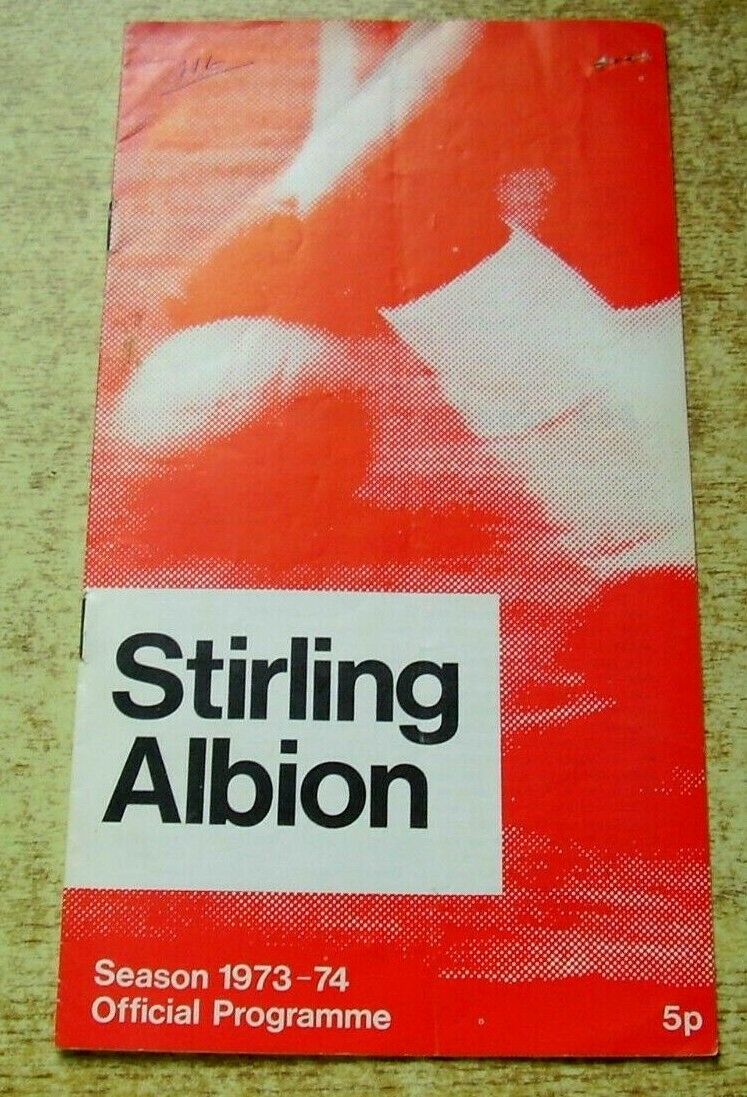 Stirling
Albion
Season 1973-74
Official Programme
5p